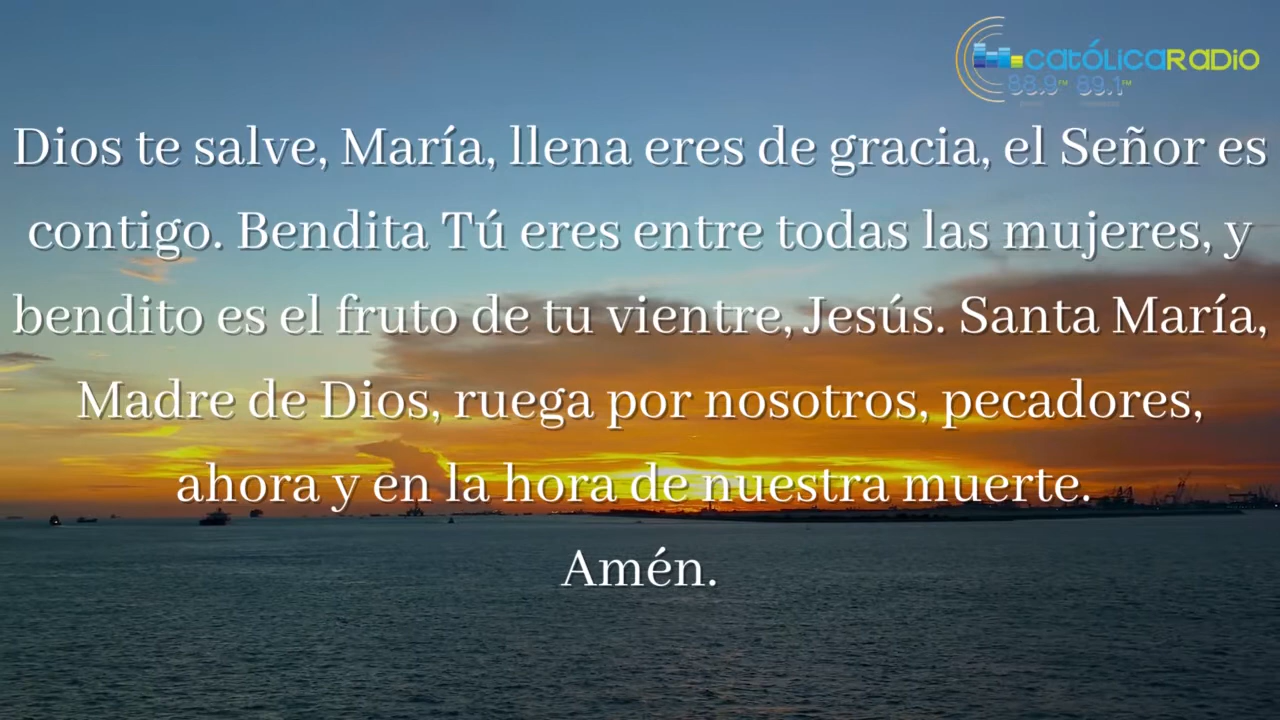 CATÓLICARADIO
88.9FM 89.1FM
Dios te salve, María, llena eres de gracia, el Señor es
contigo. Bendita Tú eres entre todas las mujeres, y
bendito es el fruto de tu vientre, Jesús. Santa María,
Madre de Dios, ruega por nosotros, pecadores,
ahora y en la hora de nuestra muerte.
Amén.